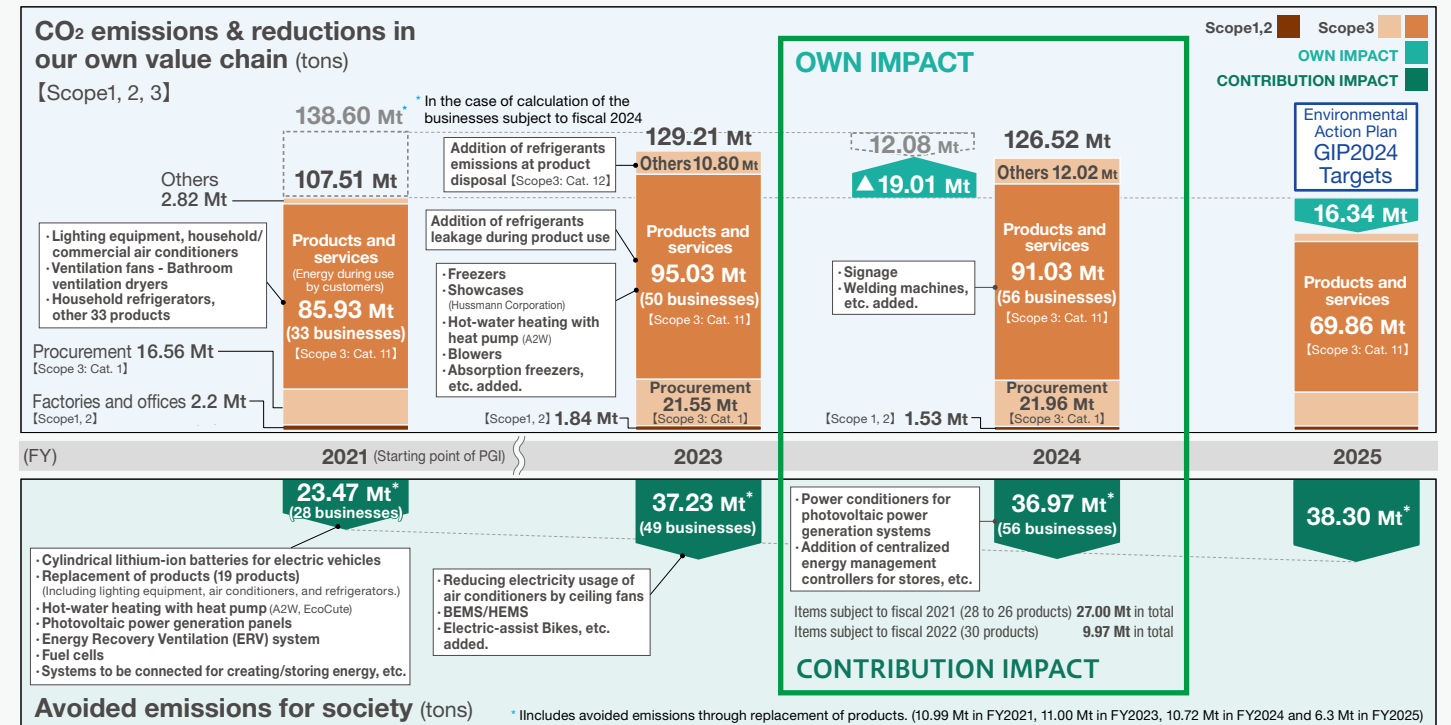 CO2 emissions & reductions in
our own value chain (tons)
【Scope1, 2, 3】
Scope1,2
Scope3
OWN IMPACT
CONTRIBUTION IMPACT
138.60 Mt*
* In the case of calculation of the
businesses subject to fiscal 2024
107.51 Mt
Others
2.82 Mt
· Lighting equipment, household/
commercial air conditioners
· Ventilation fans - Bathroom
ventilation dryers
· Household refrigerators,
other 33 products
Products and
services
(Energy during use
by customers)
85.93 Mt
(33 businesses)
【Scope 3: Cat. 11】
Procurement 16.56 Mt
【Scope 3: Cat. 1】
Factories and offices 2.2 Mt
【Scope1, 2】
129.21 Mt
Addition of refrigerants
emissions at product
disposal【Scope3: Cat. 12】
Others 10.80 Mt
Addition of refrigerants
leakage during product use
· Freezers
· Showcases
(Hussmann Corporation)
· Hot-water heating with
heat pump (A2W)
· Blowers
· Absorption freezers,
etc. added.
Products and
services
95.03 Mt
(50 businesses)
【Scope 3: Cat. 11】
Procurement
21.55 Mt
【Scope 3: Cat. 1】
【Scope1, 2】1.84 Mt
OWN IMPACT
12.08 Mt
▲19.01 Mt
126.52 Mt
Others 12.02 Mt
· Signage
· Welding machines,
etc. added.
Products and
services
91.03 Mt
(56 businesses)
【Scope 3: Cat. 11】
Procurement
21.96 Mt
【Scope 3: Cat. 1】
【Scope 1, 2】1.53 Mt
Environmental
Action Plan
GIP2024
Targets
16.34 Mt
Products and
services
69.86 Mt
【Scope 3: Cat. 11】
(FY)
2021 (Starting point of PGI)
2023
2024
2025
23.47 Mt*
(28 businesses)
· Cylindrical lithium-ion batteries for electric vehicles
· Replacement of products (19 products)
(Including lighting equipment, air conditioners, and refrigerators.)
· Hot-water heating with heat pump (A2W, EcoCute)
· Photovoltaic power generation panels
· Energy Recovery Ventilation (ERV) system
· Fuel cells
· Systems to be connected for creating/storing energy, etc.
37.23 Mt*
(49 businesses)
· Reducing electricity usage of
air conditioners by ceiling fans
· BEMS/HEMS
· Electric-assist Bikes, etc.
added.
· Power conditioners for
photovoltaic power
generation systems
· Addition of centralized
energy management
controllers for stores, etc.
36.97 Mt*
(56 businesses)
Items subject to fiscal 2021 (28 to 26 products) 27.00 Mt in total
Items subject to fiscal 2022 (30 products) 9.97 Mt in total
CONTRIBUTION IMPACT
38.30 Mt*
Avoided emissions for society (tons)
* IIncludes avoided emissions through replacement of products. (10.99 Mt in FY2021, 11.00 Mt in FY2023, 10.72 Mt in FY2024 and 6.3 Mt in FY2025)